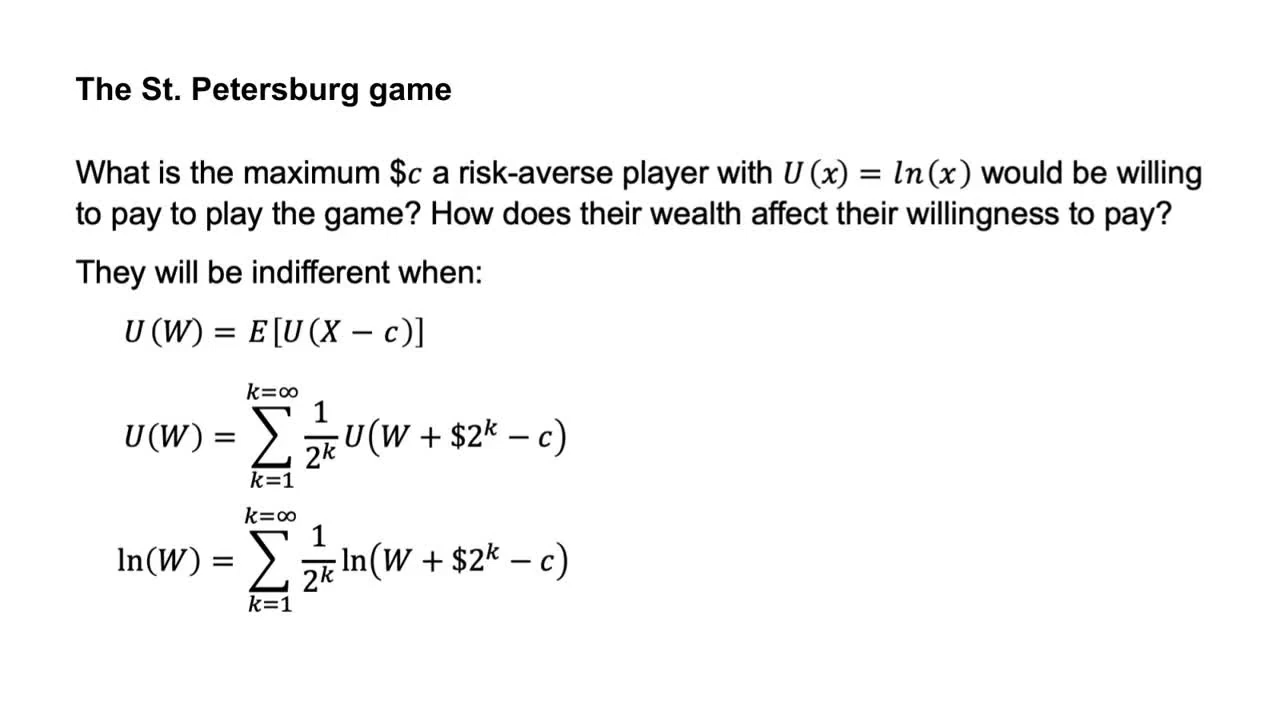 The St. Petersburg game
What is the maximum $c a risk-averse player with U(x) = ln(x) would be willing
to pay to play the game? How does their wealth affect their willingness to pay?
They will be indifferent when:
U(W) = E[U(X − c)]
k=∞
U(W) = ∑ 1/2^k U(W + $2^k − c)
k=1
k=∞
ln(W) = ∑ 1/2^k ln(W + $2^k − c)
k=1